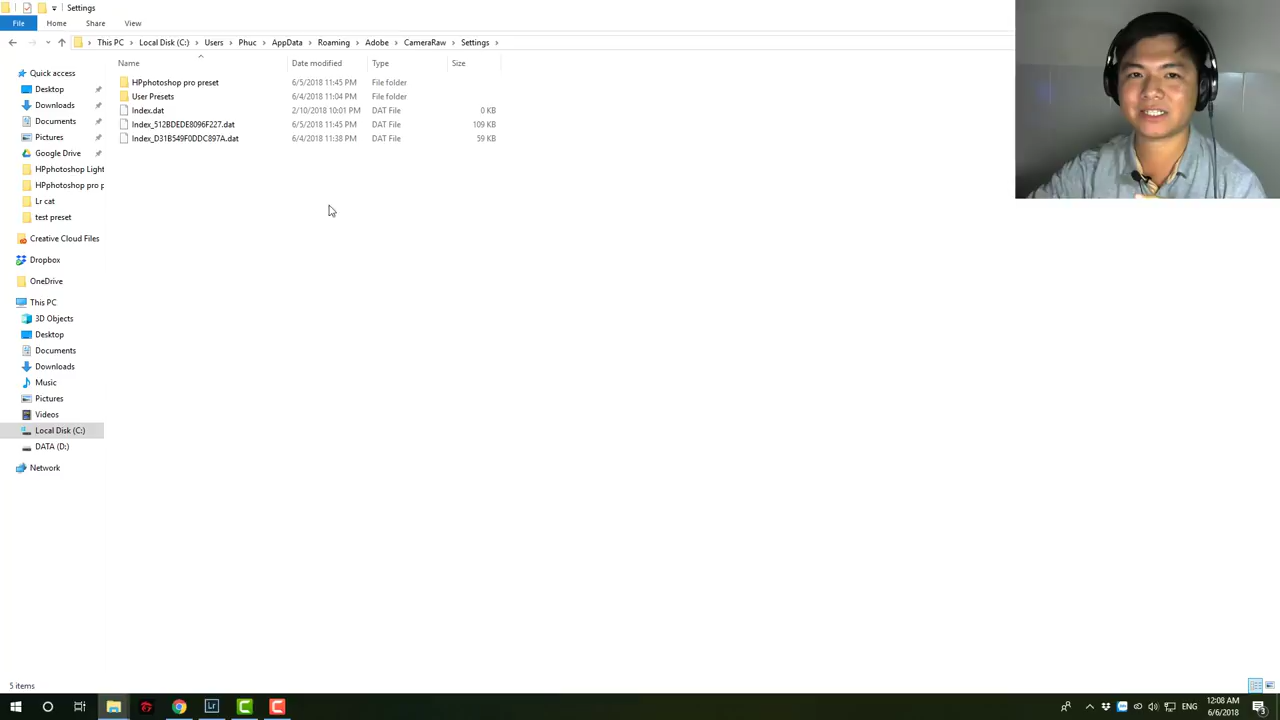 Settings
File Home Share View
This PC Local Disk (C:) Users Phuc AppData Roaming Adobe CameraRaw Settings
Name Date modified Type Size
HPphotoshop pro preset 6/5/2018 11:45 PM File folder
User Presets 6/4/2018 11:04 PM File folder
Index.dat 2/10/2018 10:01 PM DAT File 0 KB
Index_512BDEDE8096F227.dat 6/5/2018 11:45 PM DAT File 109 KB
Index_D31B549F0DDC897A.dat 6/4/2018 11:38 PM DAT File 59 KB
Quick access
Desktop
Downloads
Documents
Pictures
Google Drive
HPphotoshop Light
HPphotoshop pro p
Lr cat
test preset
Creative Cloud Files
Dropbox
OneDrive
This PC
3D Objects
Desktop
Documents
Downloads
Music
Pictures
Videos
Local Disk (C:)
DATA (D:)
Network
5 items
Lr
C
C
ENG
12:08 AM
6/6/2018
3